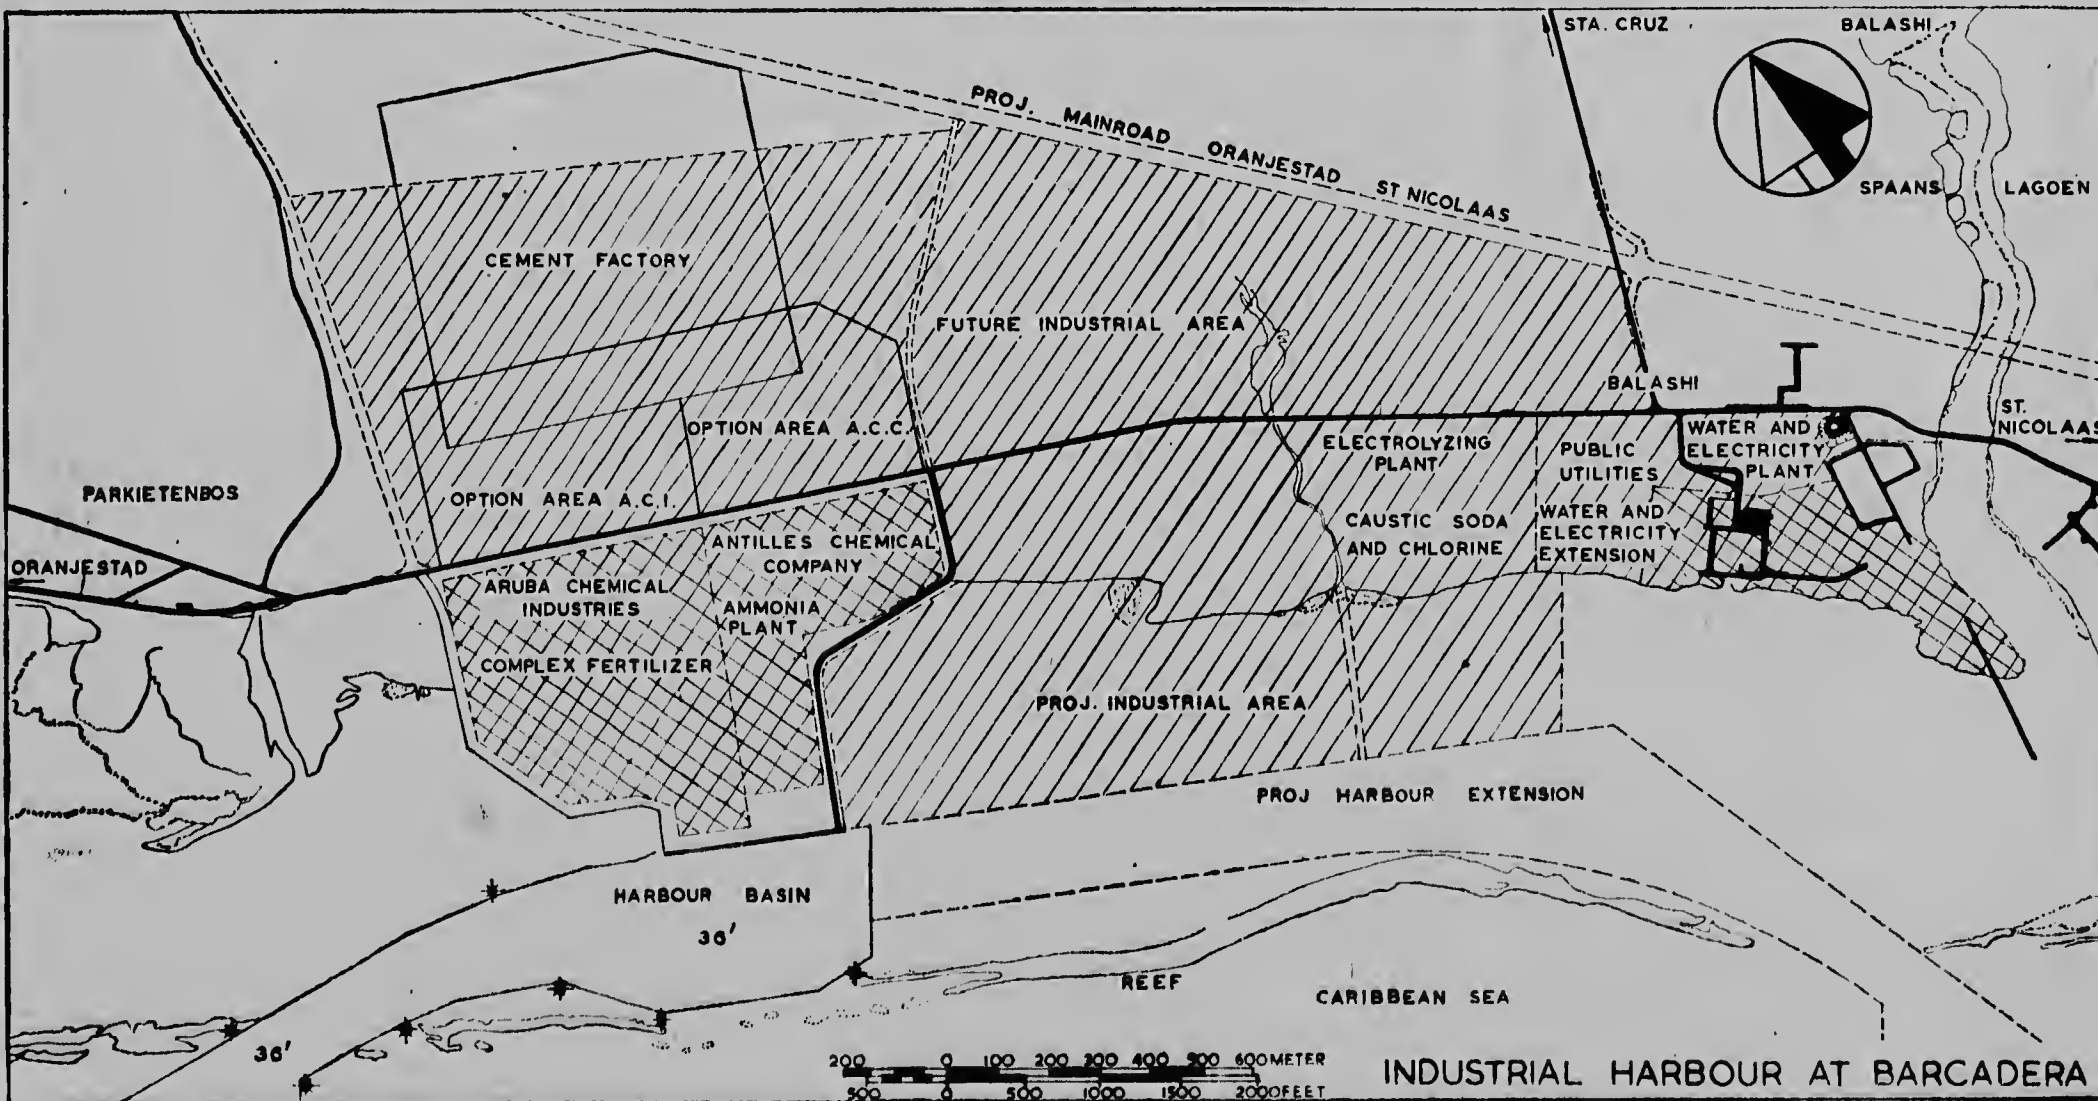 STA. CRUZ
BALASHI
PROJ. MAINROAD ORANJESTAD ST NICOLAAS
SPAANS LAGOEN
CEMENT FACTORY
FUTURE INDUSTRIAL AREA
BALASHI
OPTION AREA A.C.C.
ELECTROLYZING
PLANT
PUBLIC
UTILITIES
WATER AND
ELECTRICITY
PLANT
ST.
NICOLAAS
PARKIETENBOS
OPTION AREA A.C.I.
ORANJESTAD
ANTILLES CHEMICAL
COMPANY
CAUSTIC SODA
AND CHLORINE
WATER AND
ELECTRICITY
EXTENSION
ARUBA CHEMICAL
INDUSTRIES
AMMONIA
PLANT
COMPLEX FERTILIZER
PROJ. INDUSTRIAL AREA
PROJ HARBOUR EXTENSION
HARBOUR BASIN
36'
REEF
CARIBBEAN SEA
36'
200 0 100 200 300 400 500 600 METER
500 0 500 1000 1500 2000 FEET
INDUSTRIAL HARBOUR AT BARCADERA